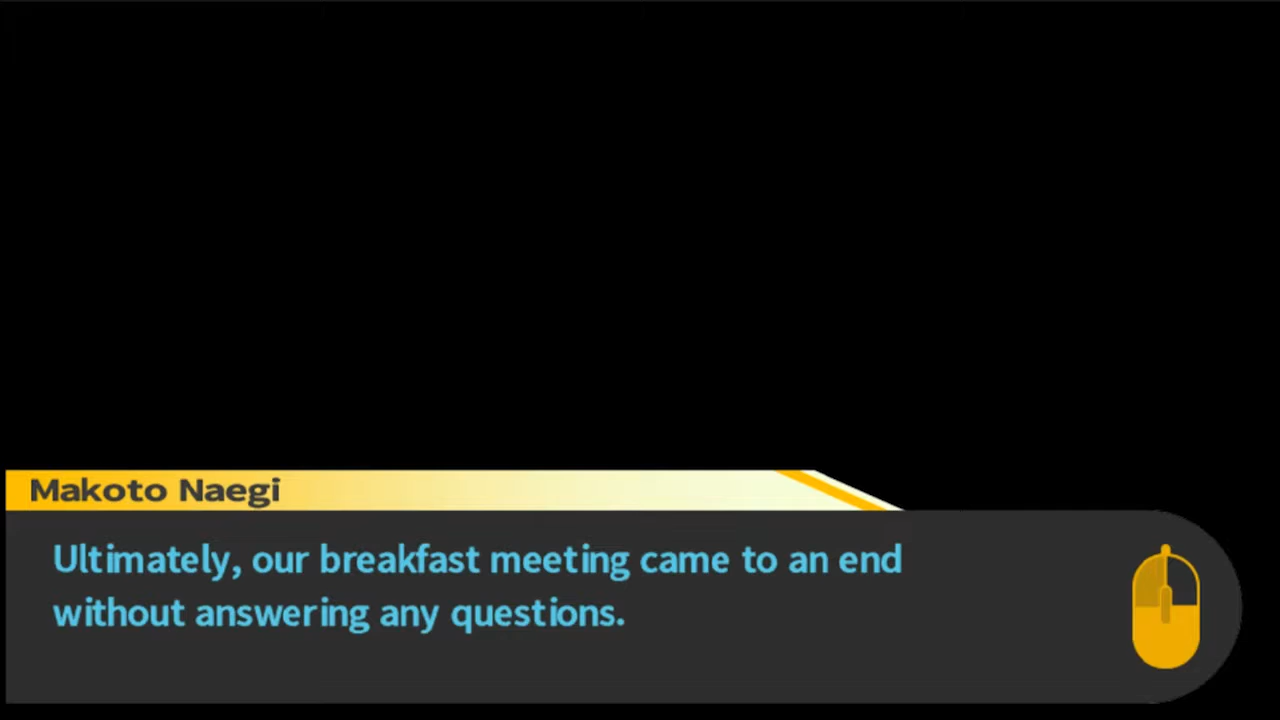 Makoto Naegi
Ultimately, our breakfast meeting came to an end
without answering any questions.